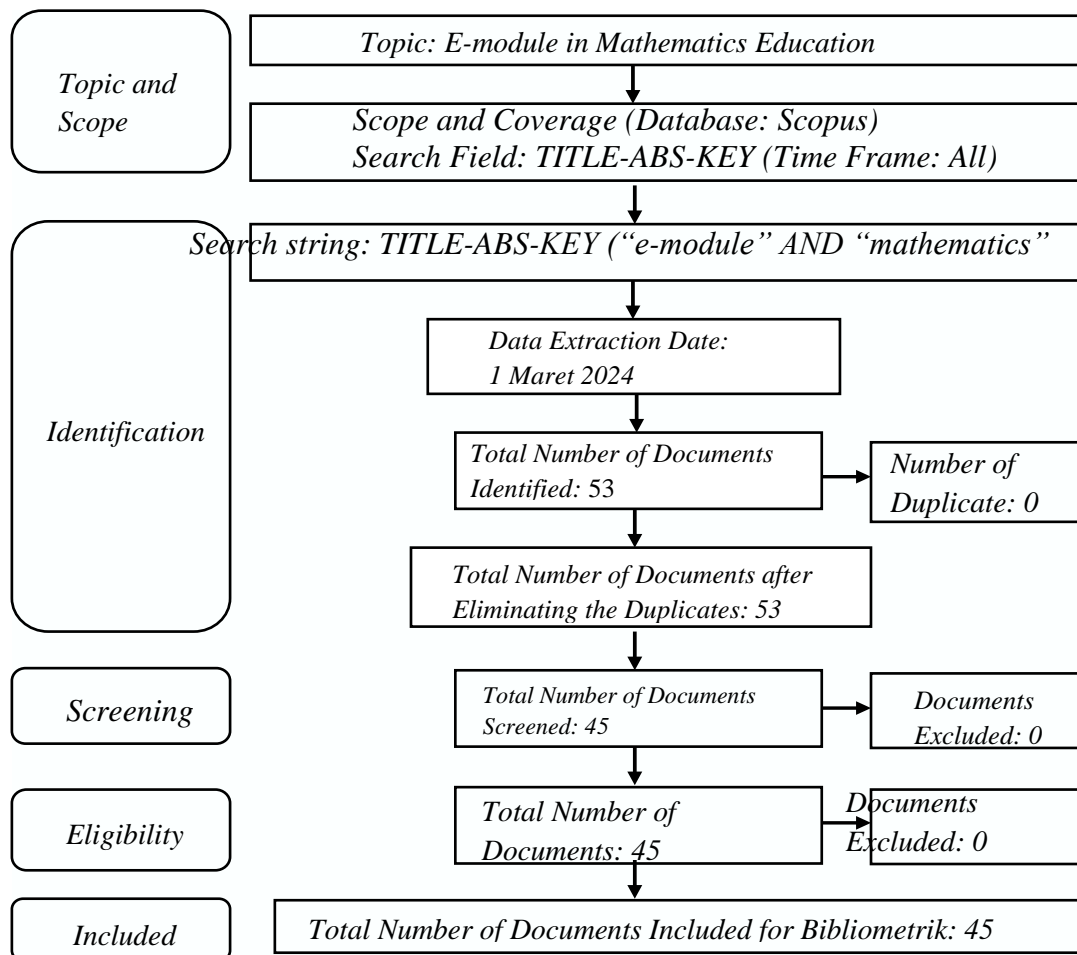 Topic and
Scope
Topic: E-module in Mathematics Education
Scope and Coverage (Database: Scopus)
Search Field: TITLE-ABS-KEY (Time Frame: All)
Identification
Search string: TITLE-ABS-KEY (“e-module” AND “mathematics”
Data Extraction Date:
1 Maret 2024
Total Number of Documents
Identified: 53
Number of
Duplicate: 0
Total Number of Documents after
Eliminating the Duplicates: 53
Screening
Total Number of Documents
Screened: 45
Documents
Excluded: 0
Eligibility
Total Number of
Documents: 45
Documents
Excluded: 0
Included
Total Number of Documents Included for Bibliometrik: 45